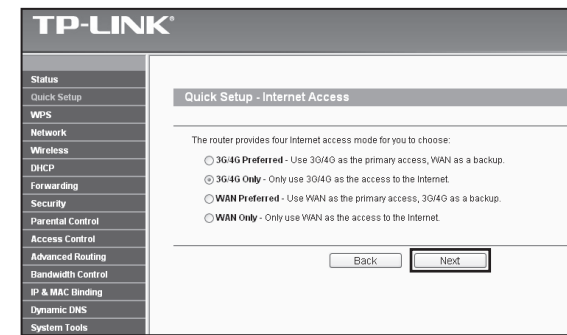 TP-LINK®
Status
Quick Setup
WPS
Network
Wireless
DHCP
Forwarding
Security
Parental Control
Access Control
Advanced Routing
Bandwidth Control
IP & MAC Binding
Dynamic DNS
System Tools
Quick Setup - Internet Access
The router provides four Internet access mode for you to choose:
3G/4G Preferred - Use 3G/4G as the primary access, WAN as a backup.
3G/4G Only - Only use 3G/4G as the access to the Internet.
WAN Preferred - Use WAN as the primary access, 3G/4G as a backup.
WAN Only - Only use WAN as the access to the Internet.
Back Next